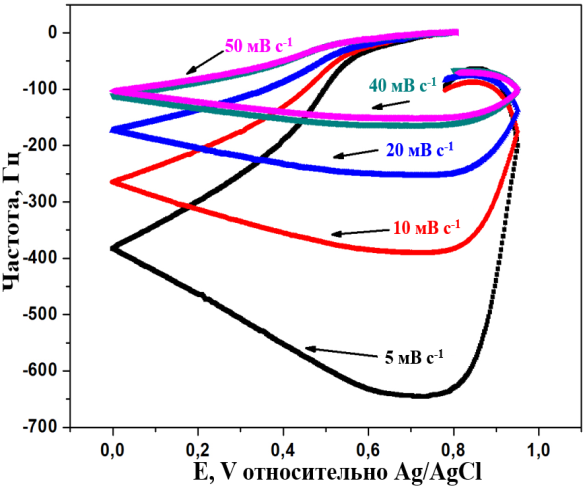 50 мВ с-1
40 мВ с-1
20 мВ с-1
10 мВ с-1
5 мВ с-1
Частота, Гц
0
-100
-200
-300
-400
-500
-600
-700
0,0
0,2
0,4
0,6
0,8
1,0
E, V относительно Ag/AgCl